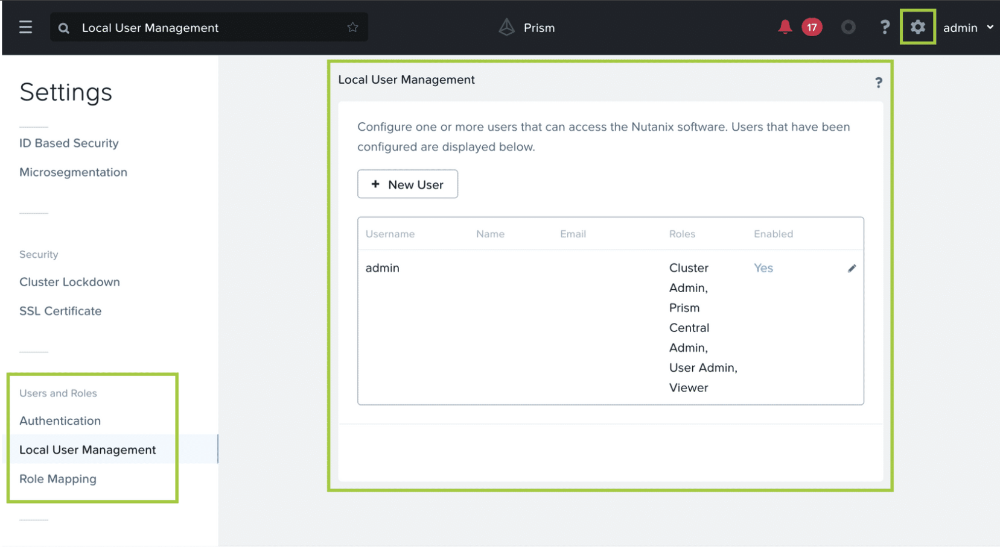 Local User Management
Prism
17
?
admin
Settings
ID Based Security
Microsegmentation
Security
Cluster Lockdown
SSL Certificate
Users and Roles
Authentication
Local User Management
Role Mapping
Local User Management
?
Configure one or more users that can access the Nutanix software. Users that have been
configured are displayed below.
+ New User
Username Name Email Roles Enabled
admin Cluster Yes
Admin,
Prism
Central
Admin,
User Admin,
Viewer